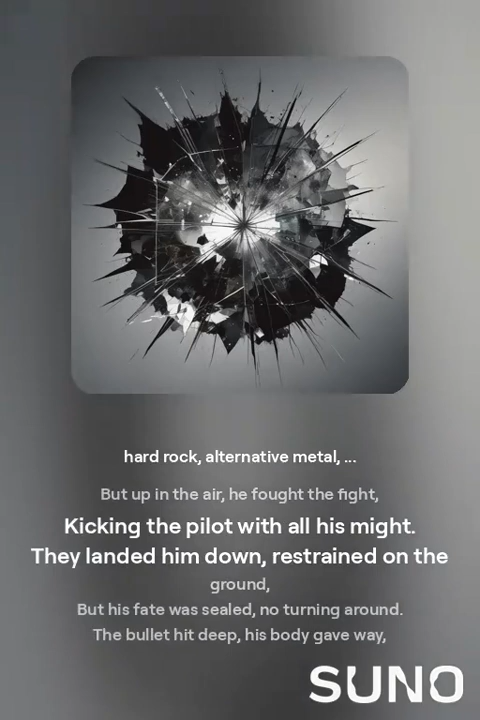 hard rock, alternative metal, ...
But up in the air, he fought the fight,
Kicking the pilot with all his might.
They landed him down, restrained on the
ground,
But his fate was sealed, no turning around.
The bullet hit deep, his body gave way,
SUNO